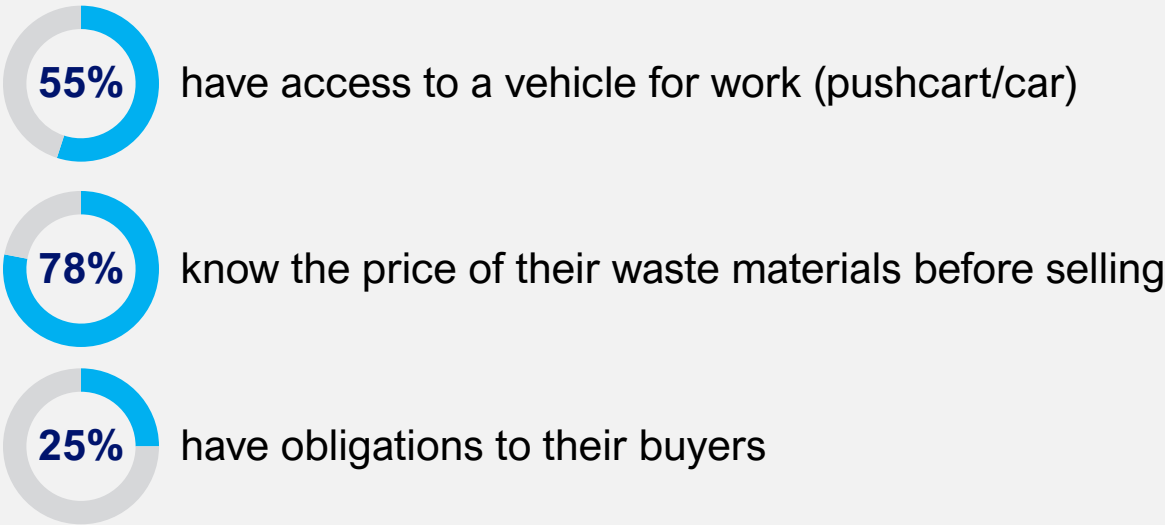 55% have access to a vehicle for work (pushcart/car)
78% know the price of their waste materials before selling
25% have obligations to their buyers